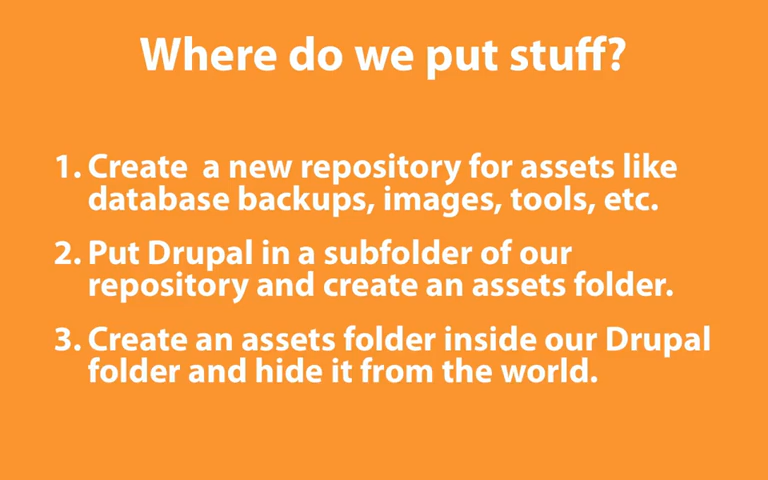 Where do we put stuff?
1. Create  a new repository for assets like
database backups, images, tools, etc.
2. Put Drupal in a subfolder of our
repository and create an assets folder.
3. Create an assets folder inside our Drupal
folder and hide it from the world.